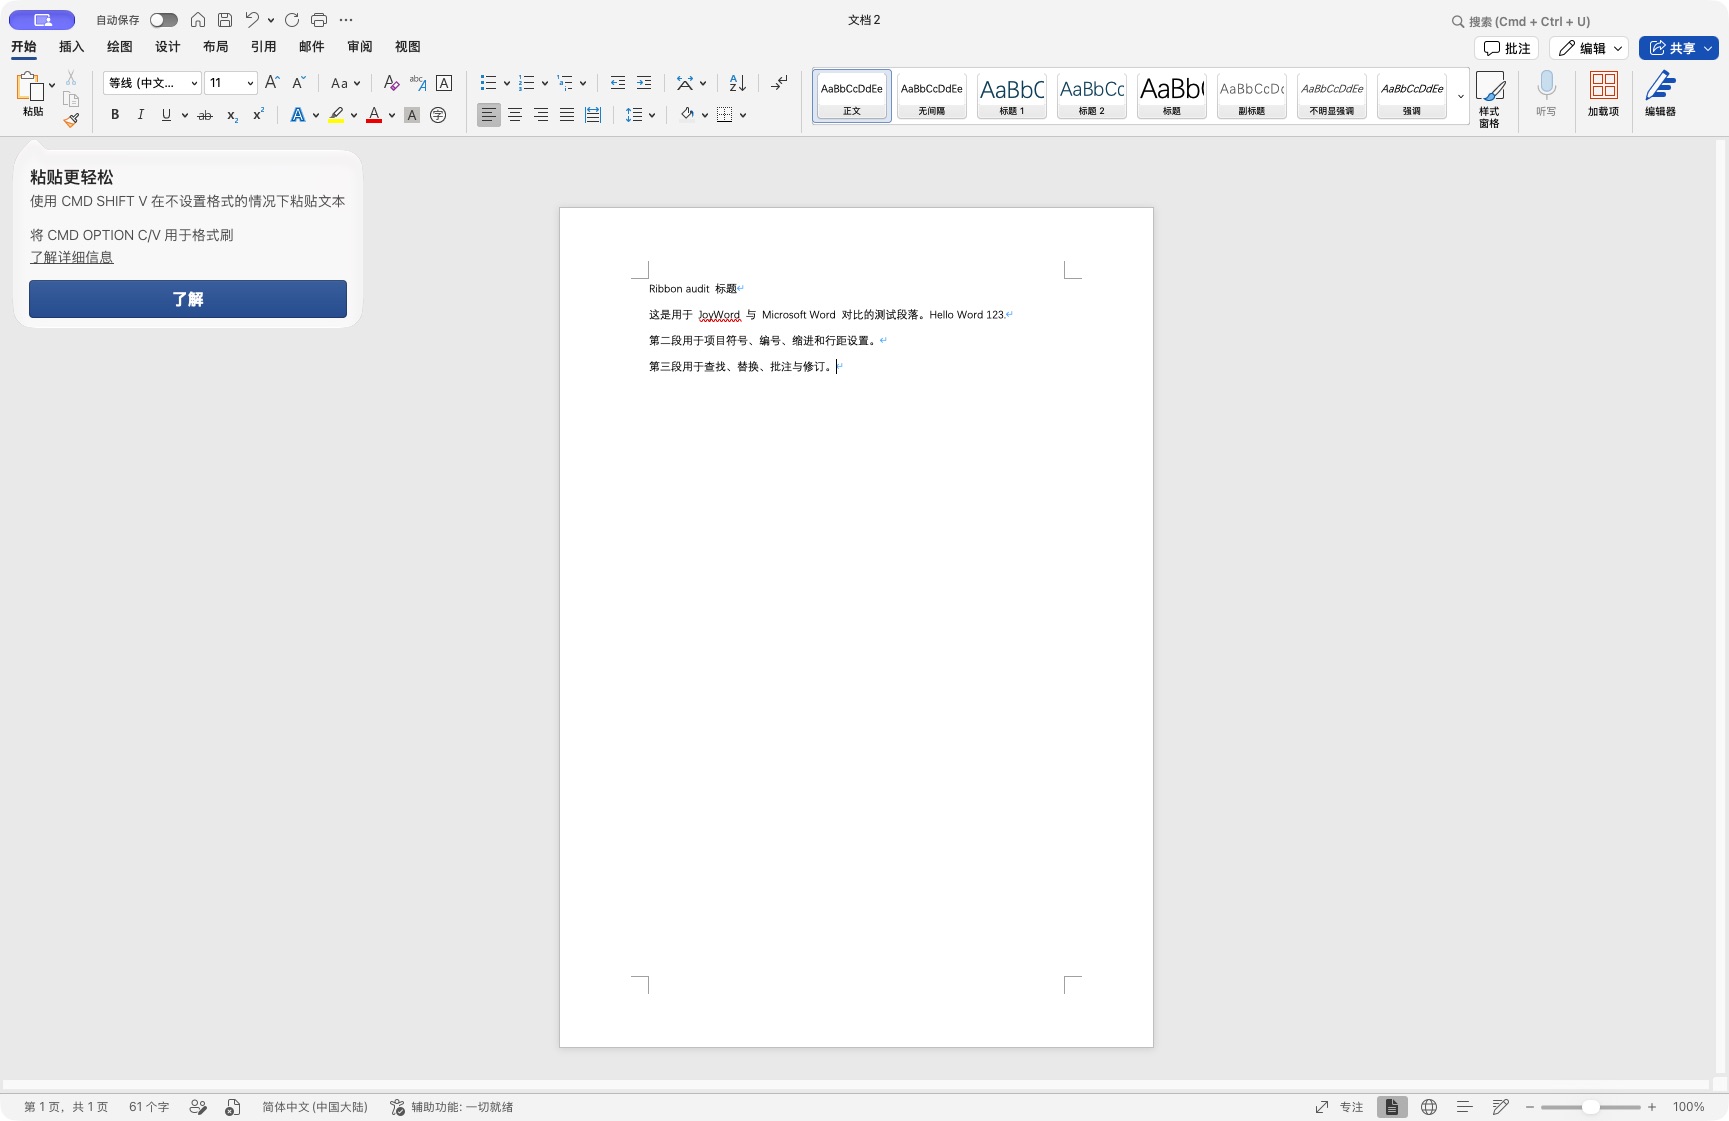 自动保存
文档 2
搜索 (Cmd + Ctrl + U)
开始 插入 绘图 设计 布局 引用 邮件 审阅 视图
批注 编辑 共享
粘贴
等线 (中文... 11
Aa
AaBbCcDdEe AaBbCcDdEe AaBbC AaBbCc AaBb( AaBbCcDc AaBbCcDdEe AaBbCcDdEe
正文 无间隔 标题 1 标题 2 标题 副标题 不明显强调 强调
样式
窗格
听写
加载项
编辑器
粘贴更轻松
使用 CMD SHIFT V 在不设置格式的情况下粘贴文本
将 CMD OPTION C/V 用于格式刷
了解详细信息
了解
Ribbon audit 标题
这是用于 JoyWord 与 Microsoft Word 对比的测试段落。Hello Word 123.
第二段用于项目符号、编号、缩进和行距设置。
第三段用于查找、替换、批注与修订。
第 1 页，共 1 页 61 个字 简体中文 (中国大陆) 辅助功能: 一切就绪
专注 100%